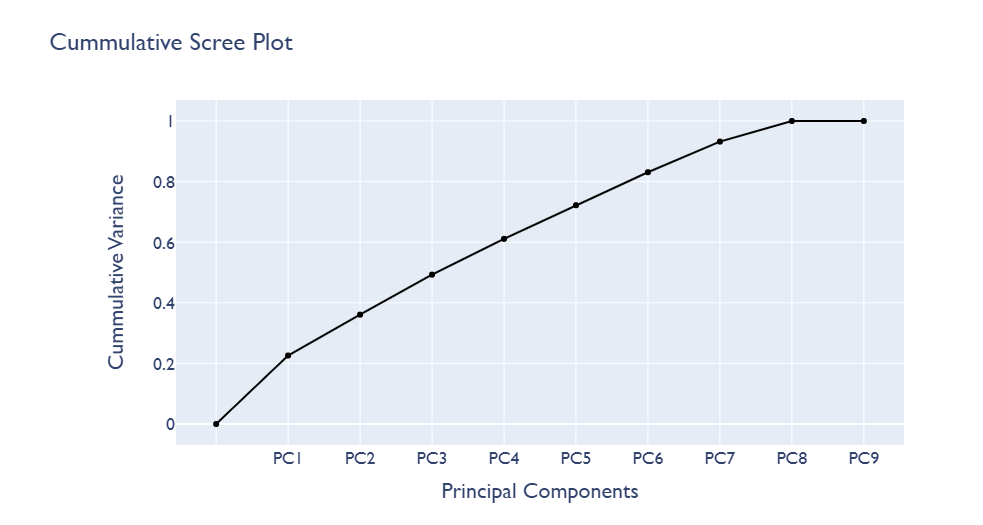 Cummulative Scree Plot
Cummulative Variance
1
0.8
0.6
0.4
0.2
0
PC1 PC2 PC3 PC4 PC5 PC6 PC7 PC8 PC9
Principal Components